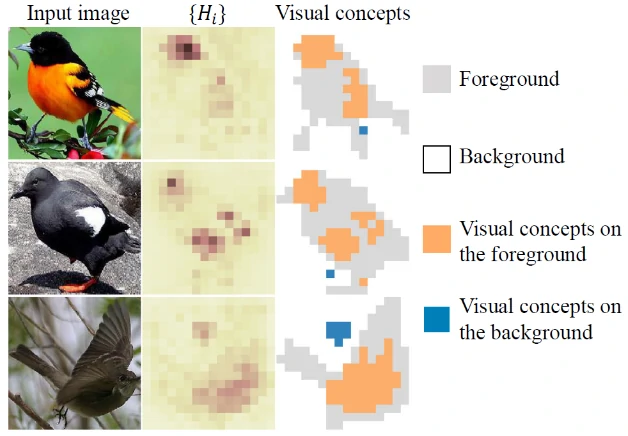 Input image
{H_i}
Visual concepts
Foreground
Background
Visual concepts on
the foreground
Visual concepts on
the background